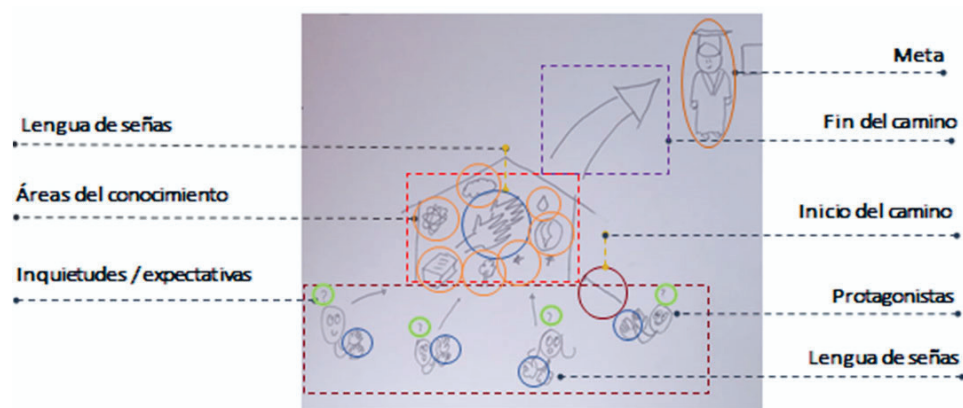 Meta
Lengua de señas
Fin del camino
Áreas del conocimiento
Inicio del camino
Inquietudes / expectativas
?
?
?
?
Protagonistas
Lengua de señas